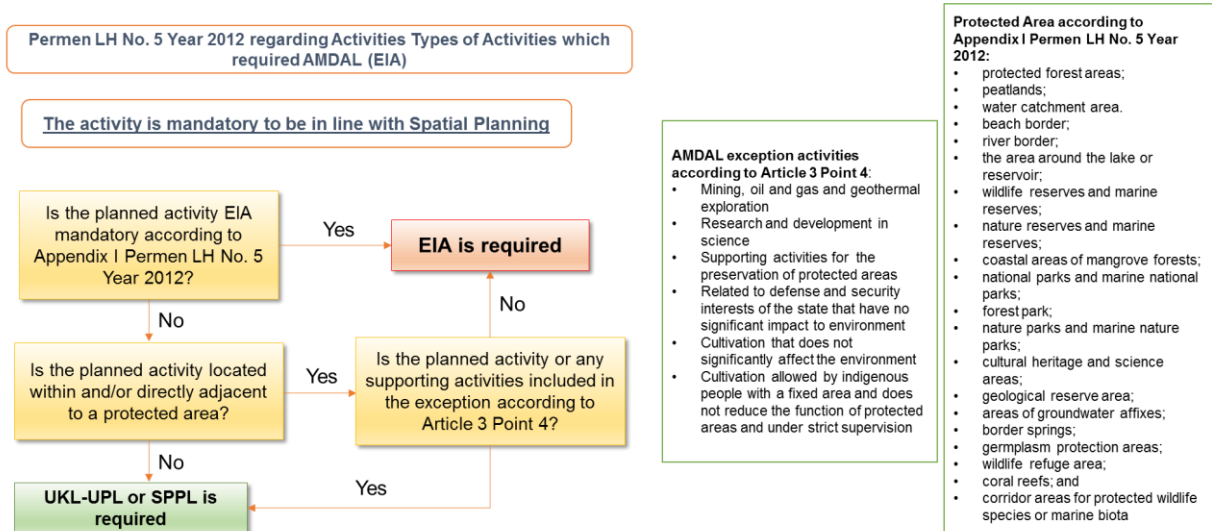 Permen LH No. 5 Year 2012 regarding Activities Types of Activities which
required AMDAL (EIA)
The activity is mandatory to be in line with Spatial Planning
Is the planned activity EIA
mandatory according to
Appendix I Permen LH No. 5
Year 2012?
Yes
EIA is required
No
No
Is the planned activity located
within and/or directly adjacent
to a protected area?
Yes
Is the planned activity or any
supporting activities included in
the exception according to
Article 3 Point 4?
No
Yes
UKL-UPL or SPPL is
required
AMDAL exception activities
according to Article 3 Point 4:
• Mining, oil and gas and geothermal
exploration
• Research and development in
science
• Supporting activities for the
preservation of protected areas
• Related to defense and security
interests of the state that have no
significant impact to environment
• Cultivation that does not
significantly affect the environment
• Cultivation allowed by indigenous
people with a fixed area and does
not reduce the function of protected
areas and under strict supervision
Protected Area according to
Appendix I Permen LH No. 5 Year
2012:
• protected forest areas;
• peatlands;
• water catchment area.
• beach border;
• river border;
• the area around the lake or
reservoir;
• wildlife reserves and marine
reserves;
• nature reserves and marine
reserves;
• coastal areas of mangrove forests;
• national parks and marine national
parks;
• forest park;
• nature parks and marine nature
parks;
• cultural heritage and science
areas;
• geological reserve area;
• areas of groundwater affixes;
• border springs;
• germplasm protection areas;
• wildlife refuge area;
• coral reefs; and
• corridor areas for protected wildlife
species or marine biota